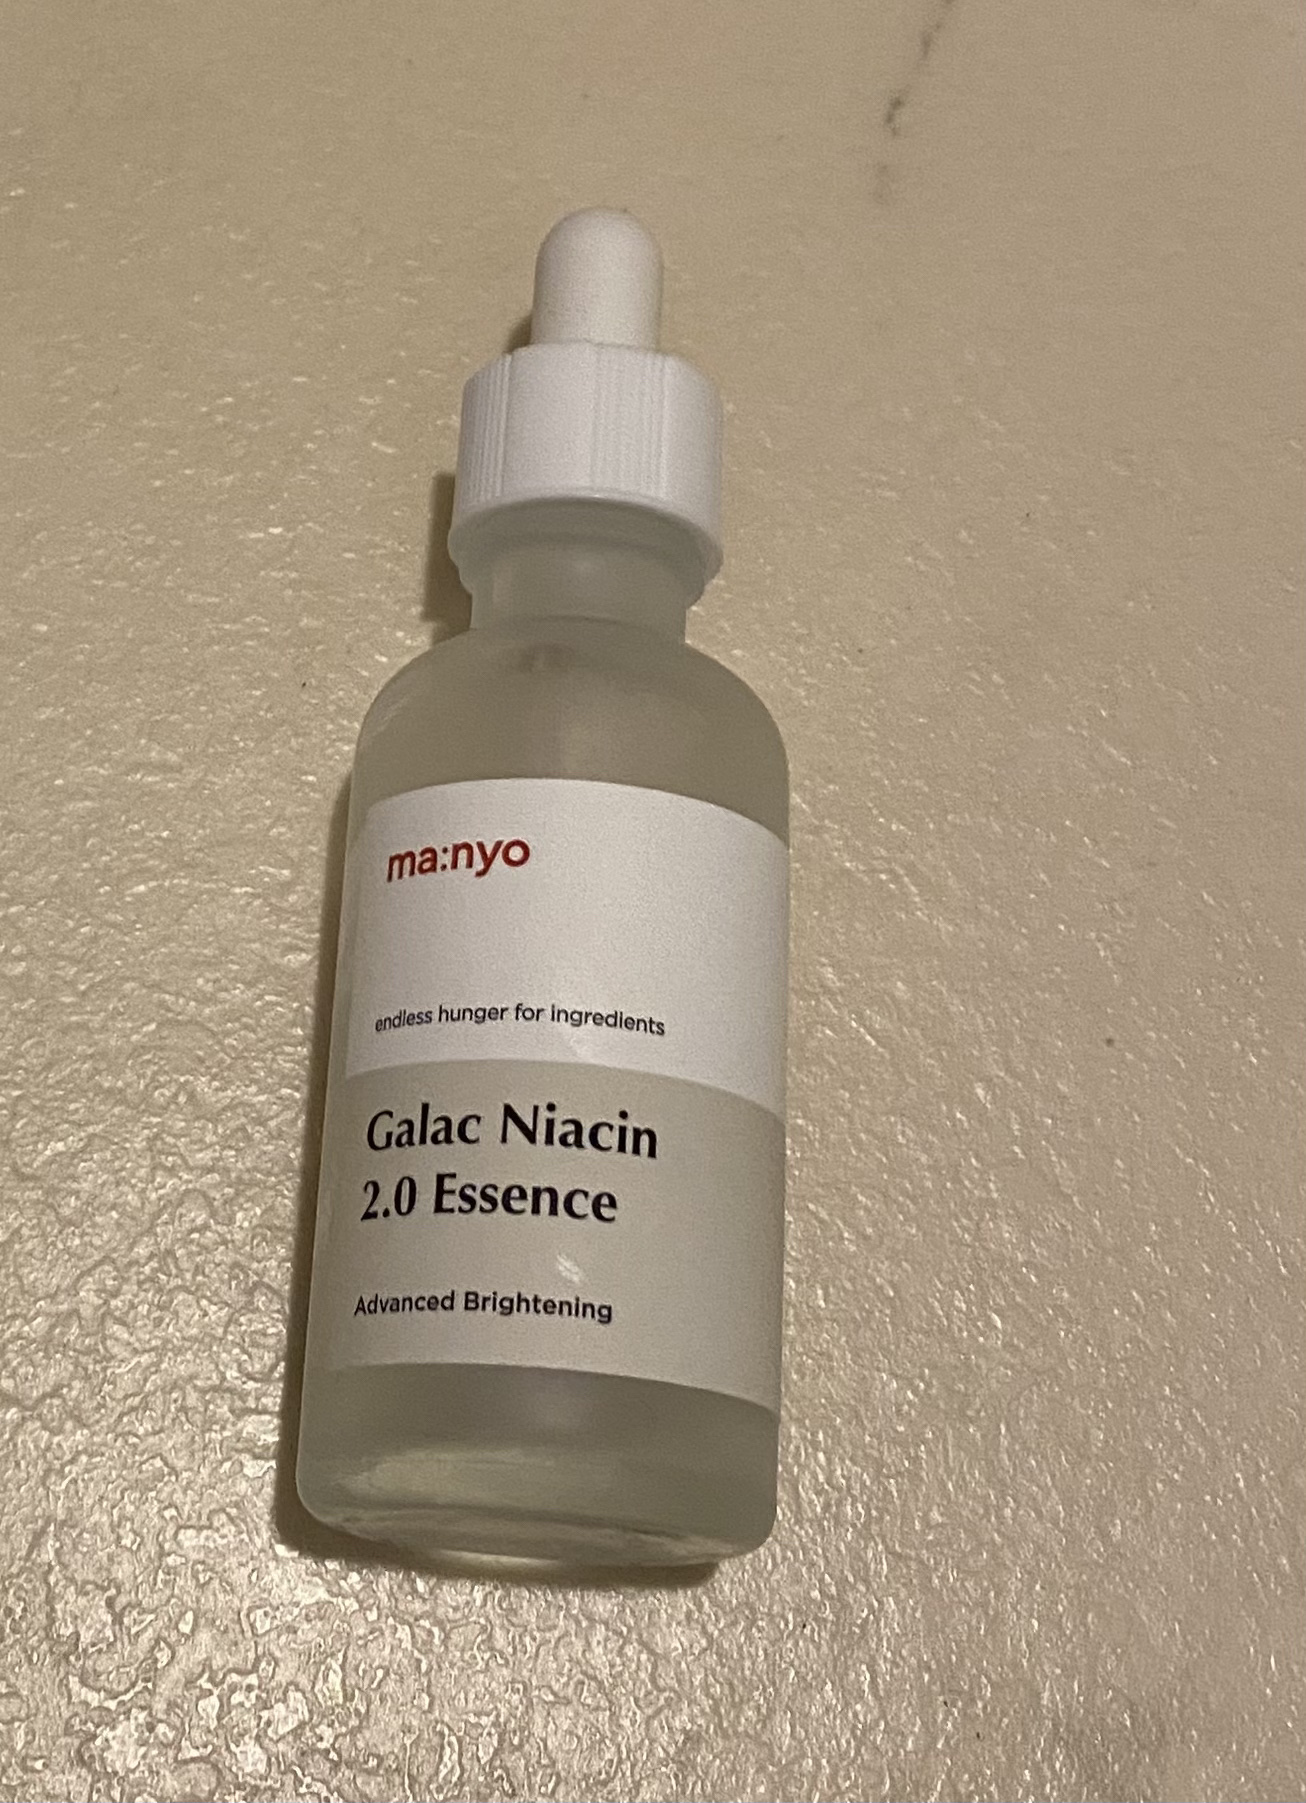 ma:nyo
endless hunger for ingredients
Galac Niacin
2.0 Essence
Advanced Brightening